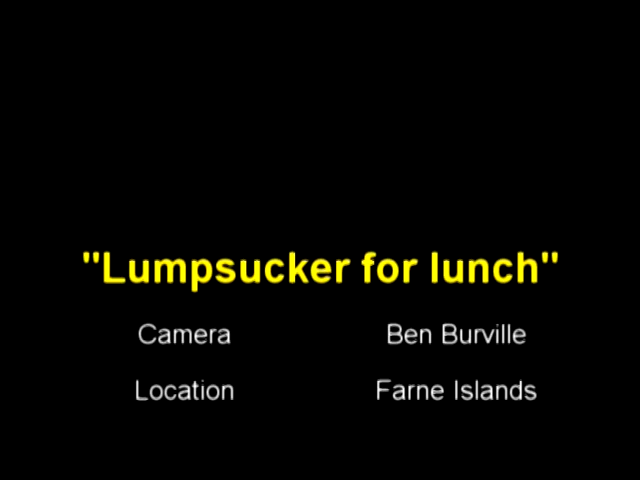 "Lumpsucker for lunch"
Camera Ben Burville
Location Farne Islands